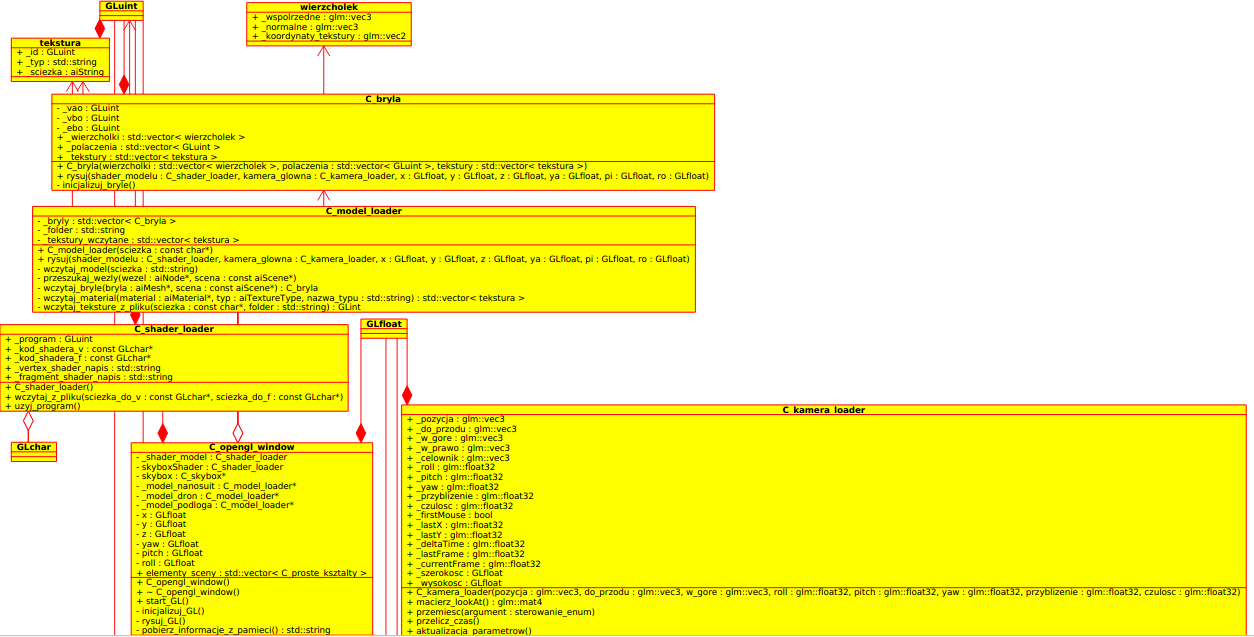 GLuint
wierzcholek
+ _wspolrzedne : glm::vec3
+ _normalne : glm::vec3
+ _koordynaty_tekstury : glm::vec2
tekstura
+ _id : GLuint
+ _typ : std::string
+ _sciezka : aiString
C_bryla
- _vao : GLuint
- _vbo : GLuint
- _ebo : GLuint
+ _wierzcholki : std::vector< wierzcholek >
+ _polaczenia : std::vector< GLuint >
+ _tekstury : std::vector< tekstura >
+ C_bryla(wierzcholki : std::vector< wierzcholek >, polaczenia : std::vector< GLuint >, tekstury : std::vector< tekstura >)
+ rysuj(shader_modelu : C_shader_loader, kamera_glowna : C_kamera_loader, x : GLfloat, y : GLfloat, z : GLfloat, ya : GLfloat, pi : GLfloat, ro : GLfloat)
- inicjalizuj_bryle()
C_model_loader
- _bryly : std::vector< C_bryla >
- _folder : std::string
- _tekstury_wczytane : std::vector< tekstura >
+ C_model_loader(sciezka : const char*)
+ rysuj(shader_modelu : C_shader_loader, kamera_glowna : C_kamera_loader, x : GLfloat, y : GLfloat, z : GLfloat, ya : GLfloat, pi : GLfloat, ro : GLfloat)
- wczytaj_model(sciezka : std::string)
- przeszukaj_wezly(wezel : aiNode*, scena : const aiScene*)
- wczytaj_bryle(bryla : aiMesh*, scena : const aiScene*) : C_bryla
- wczytaj_material(material : aiMaterial*, typ : aiTextureType, nazwa_typu : std::string) : std::vector< tekstura >
- wczytaj_teksture_z_pliku(sciezka : const char*, folder : std::string) : GLint
C_shader_loader
+ _program : GLuint
+ _kod_shadera_v : const GLchar*
+ _kod_shadera_f : const GLchar*
+ _vertex_shader_napis : std::string
+ _fragment_shader_napis : std::string
+ C_shader_loader()
+ wczytaj_z_pliku(sciezka_do_v : const GLchar*, sciezka_do_f : const GLchar*)
+ uzyj_program()
GLfloat
GLchar
C_opengl_window
- _shader_model : C_shader_loader
- skyboxShader : C_shader_loader
- skybox : C_skybox*
- _model_nanosuit : C_model_loader*
- _model_dron : C_model_loader*
- _model_podloga : C_model_loader*
- x : GLfloat
- y : GLfloat
- z : GLfloat
- yaw : GLfloat
- pitch : GLfloat
- roll : GLfloat
+ elementy_sceny : std::vector< C_proste_ksztalty >
+ C_opengl_window()
+ ~ C_opengl_window()
+ start_GL()
- inicjalizuj_GL()
- rysuj_GL()
- pobierz_informacje_z_pamieci() : std::string
C_kamera_loader
+ _pozycja : glm::vec3
+ _do_przodu : glm::vec3
+ _w_gore : glm::vec3
+ _w_prawo : glm::vec3
+ _celownik : glm::vec3
+ _roll : glm::float32
+ _pitch : glm::float32
+ _yaw : glm::float32
+ _przyblizenie : glm::float32
+ _czulosc : glm::float32
+ _firstMouse : bool
+ _lastX : glm::float32
+ _lastY : glm::float32
+ _deltaTime : glm::float32
+ _lastFrame : glm::float32
+ _currentFrame : glm::float32
+ _szerokosc : GLfloat
+ _wysokosc : GLfloat
+ C_kamera_loader(pozycja : glm::vec3, do_przodu : glm::vec3, w_gore : glm::vec3, roll : glm::float32, pitch : glm::float32, yaw : glm::float32, przyblizenie : glm::float32, czulosc : glm::float32)
+ macierz_lookAt() : glm::mat4
+ przemiesc(argument : sterowanie_enum)
+ przelicz_czas()
+ aktualizacja_parametrow()